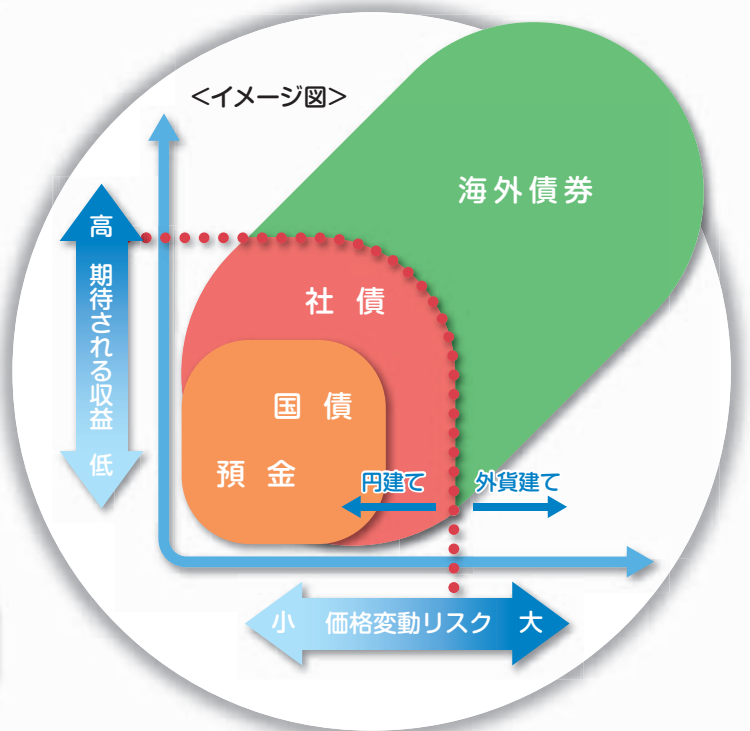 <イメージ図>
海外債券
高
期待される収益
低
社債
国債
預金
円建て
外貨建て
小 価格変動リスク 大